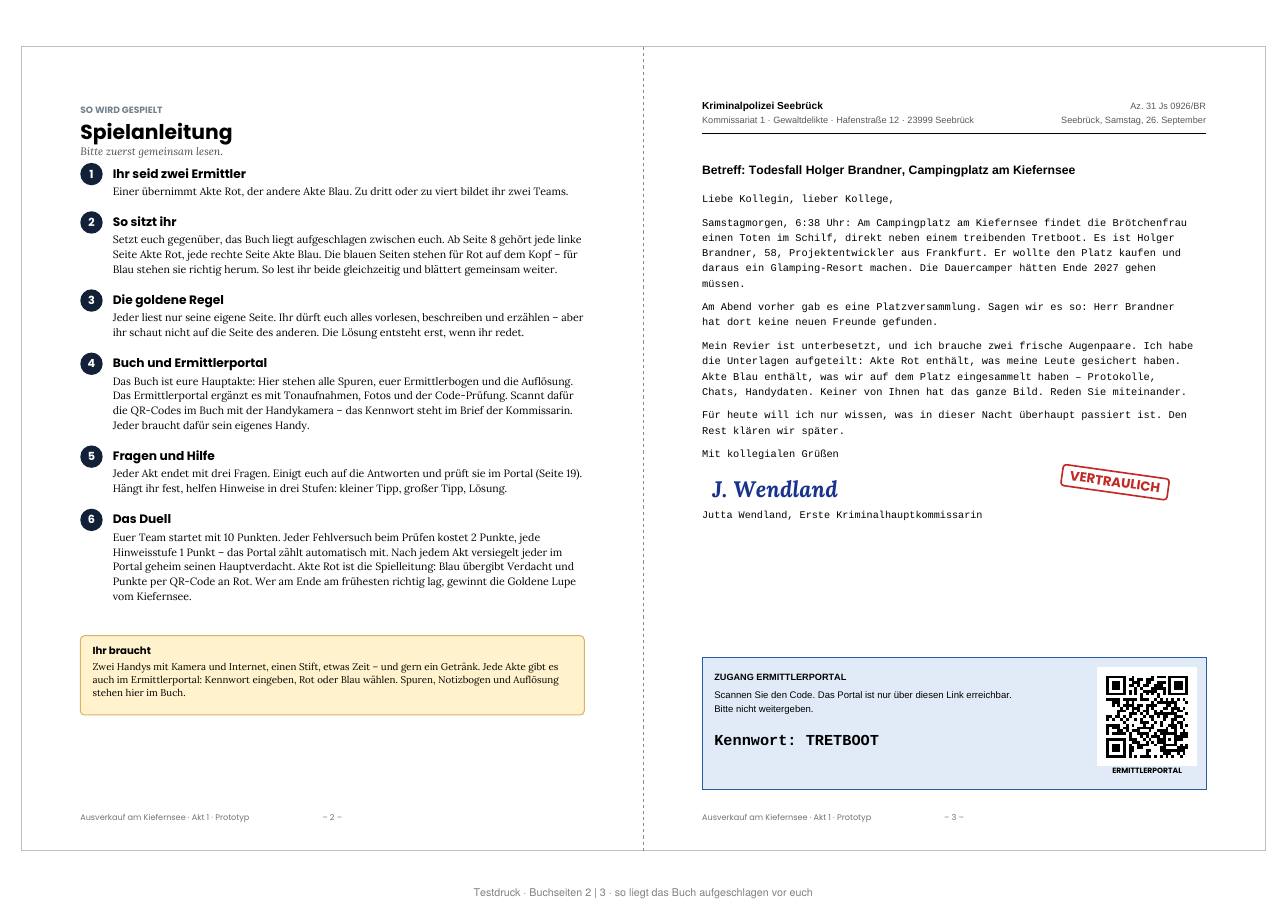 SO WIRD GESPIELT
Spielanleitung
Bitte zuerst gemeinsam lesen.
1
Ihr seid zwei Ermittler
Einer übernimmt Akte Rot, der andere Akte Blau. Zu dritt oder zu viert bildet ihr zwei Teams.
2
So sitzt ihr
Setzt euch gegenüber, das Buch liegt aufgeschlagen zwischen euch. Ab Seite 8 gehört jede linke
Seite Akte Rot, jede rechte Seite Akte Blau. Die blauen Seiten stehen für Rot auf dem Kopf – für
Blau stehen sie richtig herum. So lest ihr beide gleichzeitig und blättert gemeinsam weiter.
3
Die goldene Regel
Jeder liest nur seine eigene Seite. Ihr dürft euch alles vorlesen, beschreiben und erzählen – aber
ihr schaut nicht auf die Seite des anderen. Die Lösung entsteht erst, wenn ihr redet.
4
Buch und Ermittlerportal
Das Buch ist eure Hauptakte: Hier stehen alle Spuren, euer Ermittlerbogen und die Auflösung.
Das Ermittlerportal ergänzt es mit Tonaufnahmen, Fotos und der Code-Prüfung. Scannt dafür
die QR-Codes im Buch mit der Handykamera – das Kennwort steht im Brief der Kommissarin.
Jeder braucht dafür sein eigenes Handy.
5
Fragen und Hilfe
Jeder Akt endet mit drei Fragen. Einigt euch auf die Antworten und prüft sie im Portal (Seite 19).
Hängt ihr fest, helfen Hinweise in drei Stufen: kleiner Tipp, großer Tipp, Lösung.
6
Das Duell
Euer Team startet mit 10 Punkten. Jeder Fehlversuch beim Prüfen kostet 2 Punkte, jede
Hinweisstufe 1 Punkt – das Portal zählt automatisch mit. Nach jedem Akt versiegelt jeder im
Portal geheim seinen Hauptverdacht. Akte Rot ist die Spielleitung: Blau übergibt Verdacht und
Punkte per QR-Code an Rot. Wer am Ende am frühesten richtig lag, gewinnt die Goldene Lupe
vom Kiefernsee.
Ihr braucht
Zwei Handys mit Kamera und Internet, einen Stift, etwas Zeit – und gern ein Getränk. Jede Akte gibt es
auch im Ermittlerportal: Kennwort eingeben, Rot oder Blau wählen. Spuren, Notizbogen und Auflösung
stehen hier im Buch.
Ausverkauf am Kiefernsee · Akt 1 · Prototyp
– 2 –
Kriminalpolizei Seebrück
Az. 31 Js 0926/BR
Kommissariat 1 · Gewaltdelikte · Hafenstraße 12 · 23999 Seebrück
Seebrück, Samstag, 26. September
Betreff: Todesfall Holger Brandner, Campingplatz am Kiefernsee
Liebe Kollegin, lieber Kollege,
Samstagmorgen, 6:38 Uhr: Am Campingplatz am Kiefernsee findet die Brötchenfrau
einen Toten im Schilf, direkt neben einem treibenden Tretboot. Es ist Holger
Brandner, 58, Projektentwickler aus Frankfurt. Er wollte den Platz kaufen und
daraus ein Glamping-Resort machen. Die Dauercamper hätten Ende 2027 gehen
müssen.
Am Abend vorher gab es eine Platzversammlung. Sagen wir es so: Herr Brandner
hat dort keine neuen Freunde gefunden.
Mein Revier ist unterbesetzt, und ich brauche zwei frische Augenpaare. Ich habe
die Unterlagen aufgeteilt: Akte Rot enthält, was meine Leute gesichert haben.
Akte Blau enthält, was wir auf dem Platz eingesammelt haben – Protokolle,
Chats, Handydaten. Keiner von Ihnen hat das ganze Bild. Reden Sie miteinander.
Für heute will ich nur wissen, was in dieser Nacht überhaupt passiert ist. Den
Rest klären wir später.
Mit kollegialen Grüßen
J. Wendland
VERTRAULICH
Jutta Wendland, Erste Kriminalhauptkommissarin
ZUGANG ERMITTLERPORTAL
Scannen Sie den Code. Das Portal ist nur über diesen Link erreichbar.
Bitte nicht weitergeben.
Kennwort: TRETBOOT
ERMITTLERPORTAL
Ausverkauf am Kiefernsee · Akt 1 · Prototyp
– 3 –
Testdruck · Buchseiten 2 | 3 · so liegt das Buch aufgeschlagen vor euch